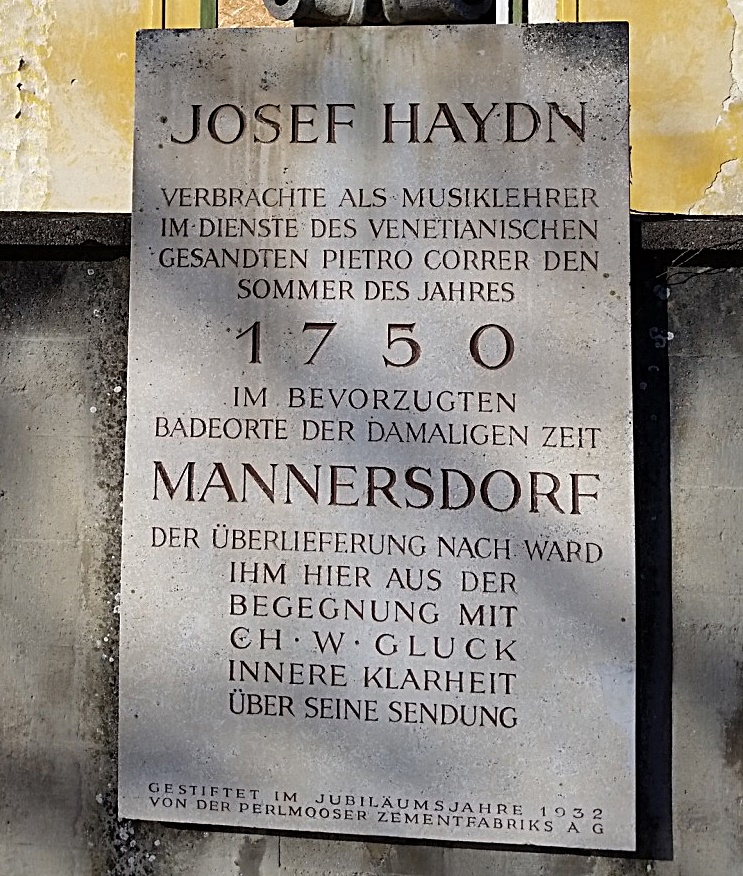 JOSEF HAYDN
VERBRACHTE ALS MUSIKLEHRER
IM DIENSTE DES VENETIANISCHEN
GESANDTEN PIETRO CORRER DEN
SOMMER DES JAHRES
1750
IM BEVORZUGTEN
BADEORTE DER DAMALIGEN ZEIT
MANNERSDORF
DER ÜBERLIEFERUNG NACH WARD
IHM HIER AUS DER
BEGEGNUNG MIT
CH · W · GLUCK
INNERE KLARHEIT
ÜBER SEINE SENDUNG
GESTIFTET IM JUBILÄUMSJAHRE 1932
VON DER PERLMOOSER ZEMENTFABRIKS A G